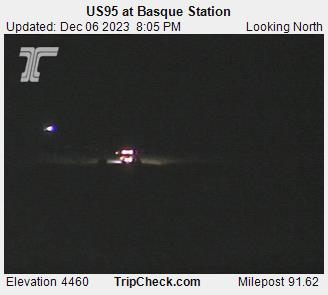 US95 at Basque Station
Updated: Dec 06 2023 8:05 PM Looking North
Elevation 4460 TripCheck.com Milepost 91.62